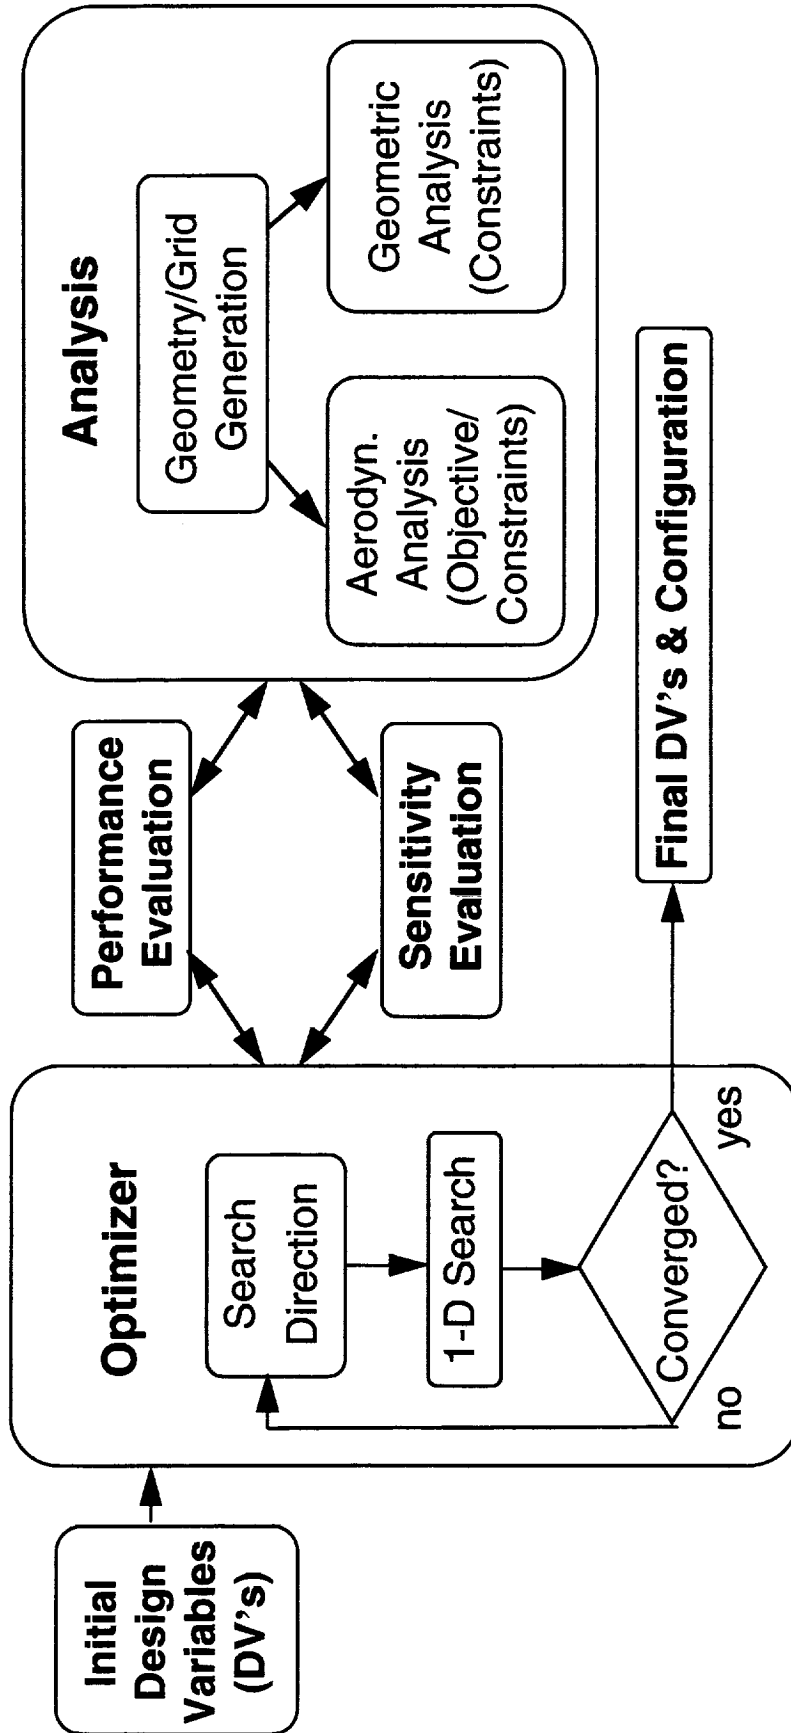 Initial
Design
Variables
(DV's)
Optimizer
Search
Direction
1-D Search
Converged?
no
yes
Performance
Evaluation
Sensitivity
Evaluation
Analysis
Geometry/Grid
Generation
Aerodyn.
Analysis
(Objective/
Constraints)
Geometric
Analysis
(Constraints)
Final DV's & Configuration